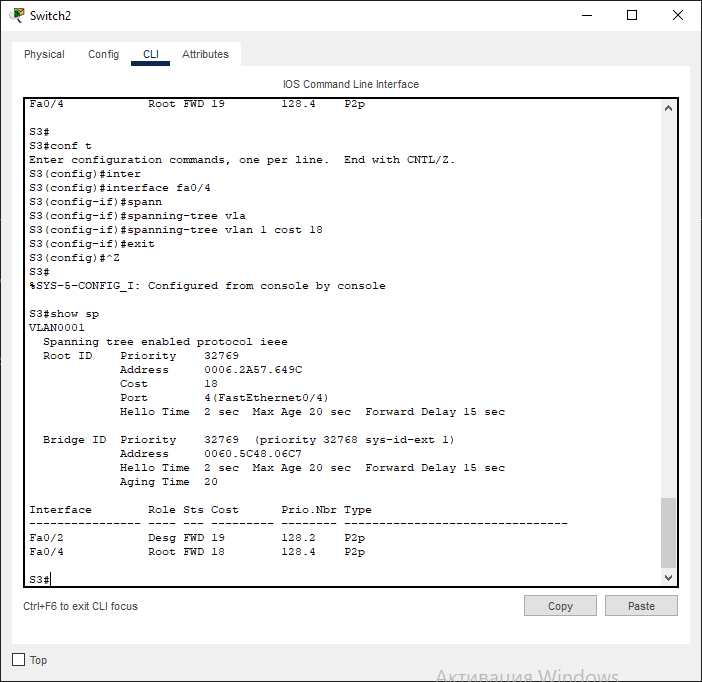 Switch2
Physical Config CLI Attributes
IOS Command Line Interface
Fa0/4            Root FWD 19        128.4    P2p
S3#
S3#conf t
Enter configuration commands, one per line.  End with CNTL/Z.
S3(config)#inter
S3(config)#interface fa0/4
S3(config-if)#spann
S3(config-if)#spanning-tree vla
S3(config-if)#spanning-tree vlan 1 cost 18
S3(config-if)#exit
S3(config)#^Z
S3#
%SYS-5-CONFIG_I: Configured from console by console
S3#show sp
VLAN0001
  Spanning tree enabled protocol ieee
  Root ID    Priority    32769
             Address     0006.2A57.649C
             Cost        18
             Port        4(FastEthernet0/4)
             Hello Time  2 sec  Max Age 20 sec  Forward Delay 15 sec
  Bridge ID  Priority    32769  (priority 32768 sys-id-ext 1)
             Address     0060.5C48.06C7
             Hello Time  2 sec  Max Age 20 sec  Forward Delay 15 sec
             Aging Time  20
Interface        Role Sts Cost      Prio.Nbr Type
---------------- ---- --- --------- -------- --------------------------------
Fa0/2            Desg FWD 19        128.2    P2p
Fa0/4            Root FWD 18        128.4    P2p
S3#
Ctrl+F6 to exit CLI focus
Copy
Paste
Top
Активация Windows